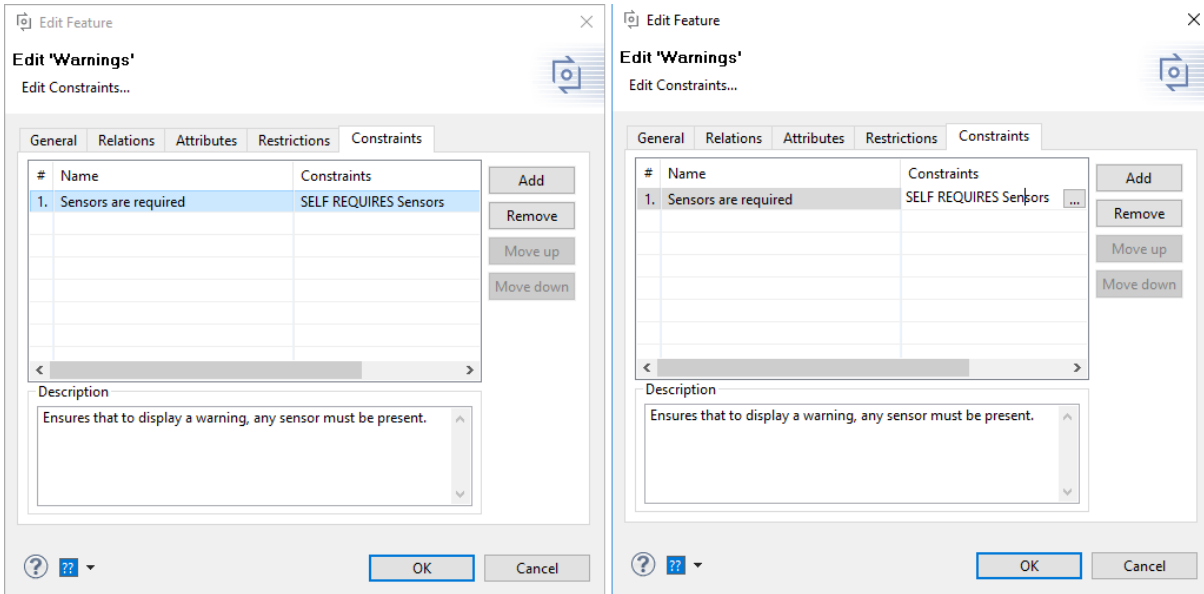 Edit Feature
Edit 'Warnings'
Edit Constraints...
General Relations Attributes Restrictions Constraints
# Name Constraints Add
1. Sensors are required SELF REQUIRES Sensors
Remove
Move up
Move down
Description
Ensures that to display a warning, any sensor must be present.
?? OK Cancel
Edit Feature
Edit 'Warnings'
Edit Constraints...
General Relations Attributes Restrictions Constraints
# Name Constraints Add
1. Sensors are required SELF REQUIRES Sensors ...
Remove
Move up
Move down
Description
Ensures that to display a warning, any sensor must be present.
?? OK Cancel